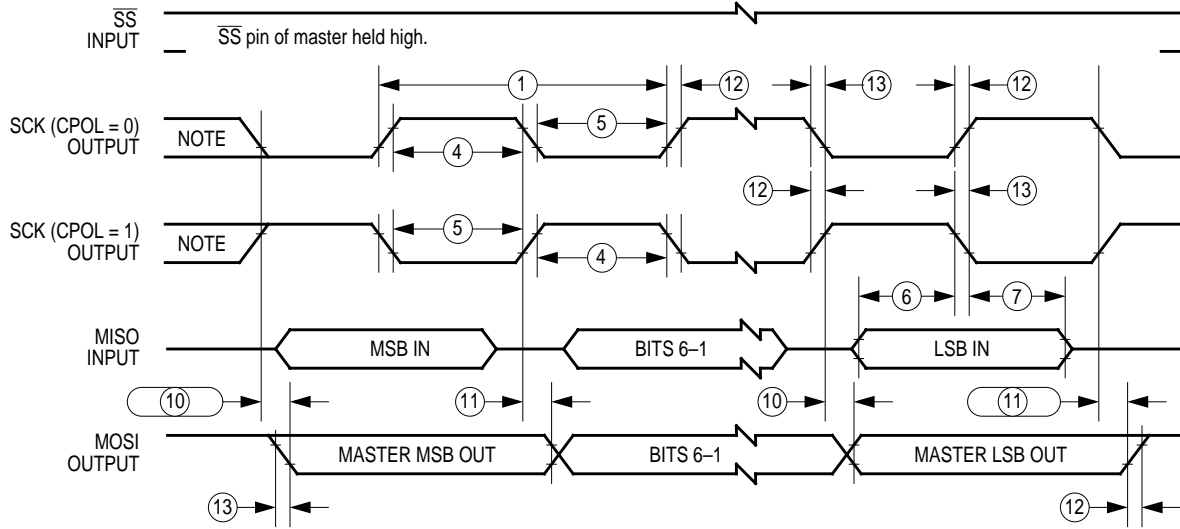 SS
INPUT
SS pin of master held high.
1
12
13
12
SCK (CPOL = 0)
OUTPUT
NOTE
5
4
12
13
SCK (CPOL = 1)
OUTPUT
NOTE
5
4
6
7
MISO
INPUT
MSB IN
BITS 6–1
LSB IN
10
11
10
11
MOSI
OUTPUT
MASTER MSB OUT
BITS 6–1
MASTER LSB OUT
13
12